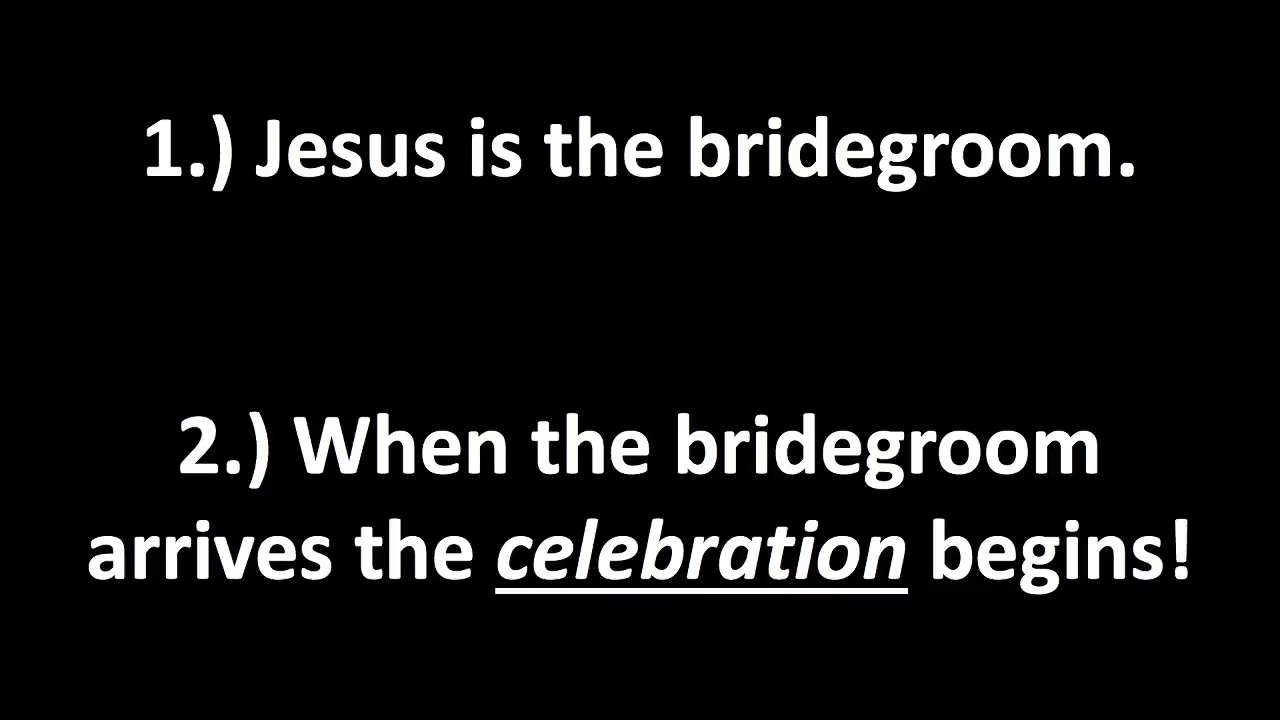 1.) Jesus is the bridegroom.
2.) When the bridegroom
arrives the celebration begins!